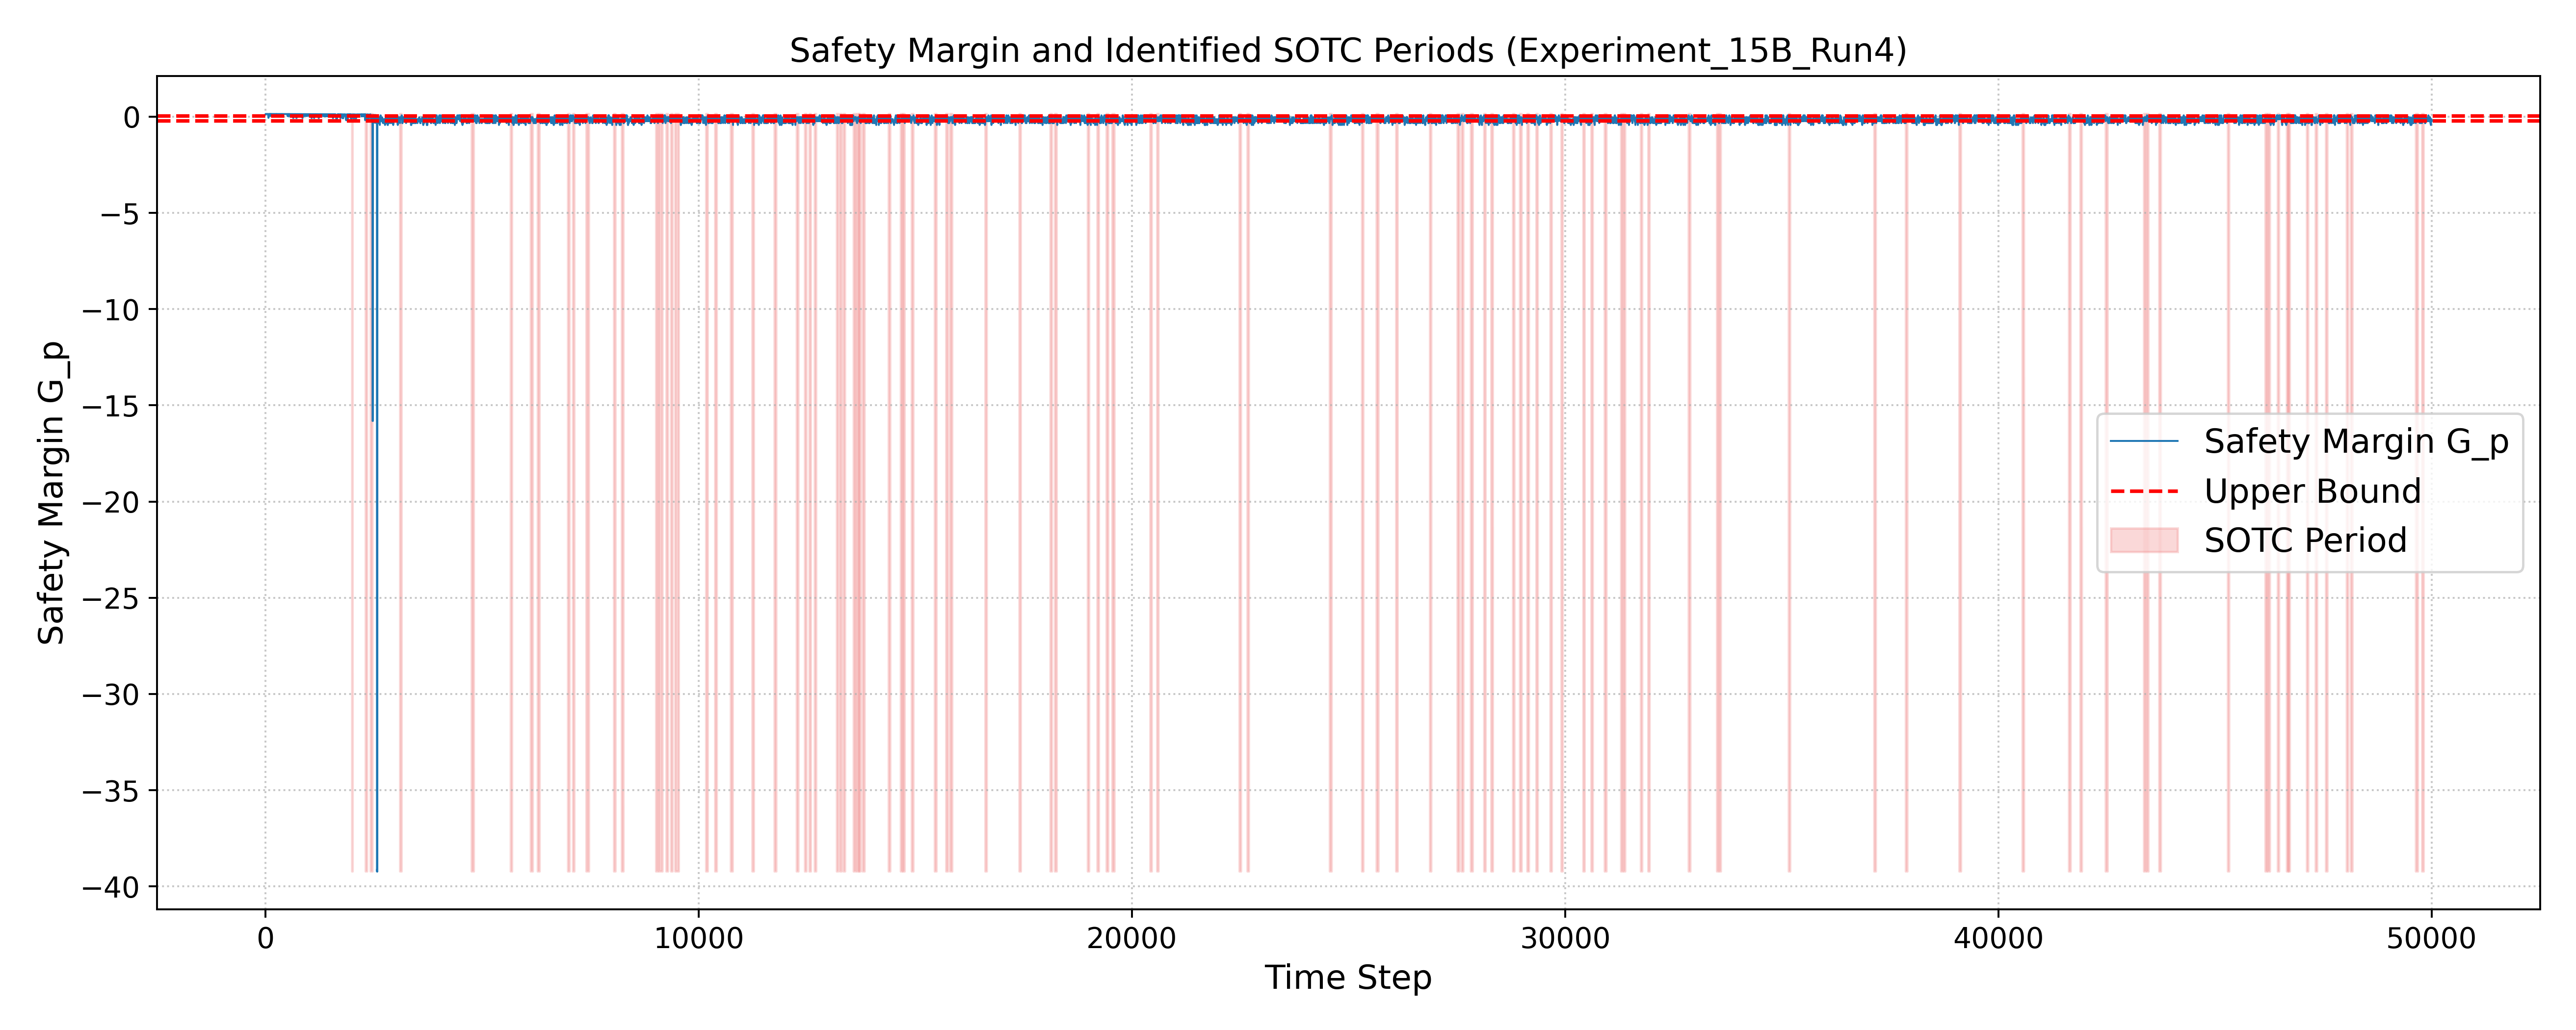 Safety Margin and Identified SOTC Periods (Experiment_15B_Run4)
Safety Margin G_p
0
−5
−10
−15
−20
−25
−30
−35
−40
Safety Margin G_p
Upper Bound
SOTC Period
0
10000
20000
30000
40000
50000
Time Step